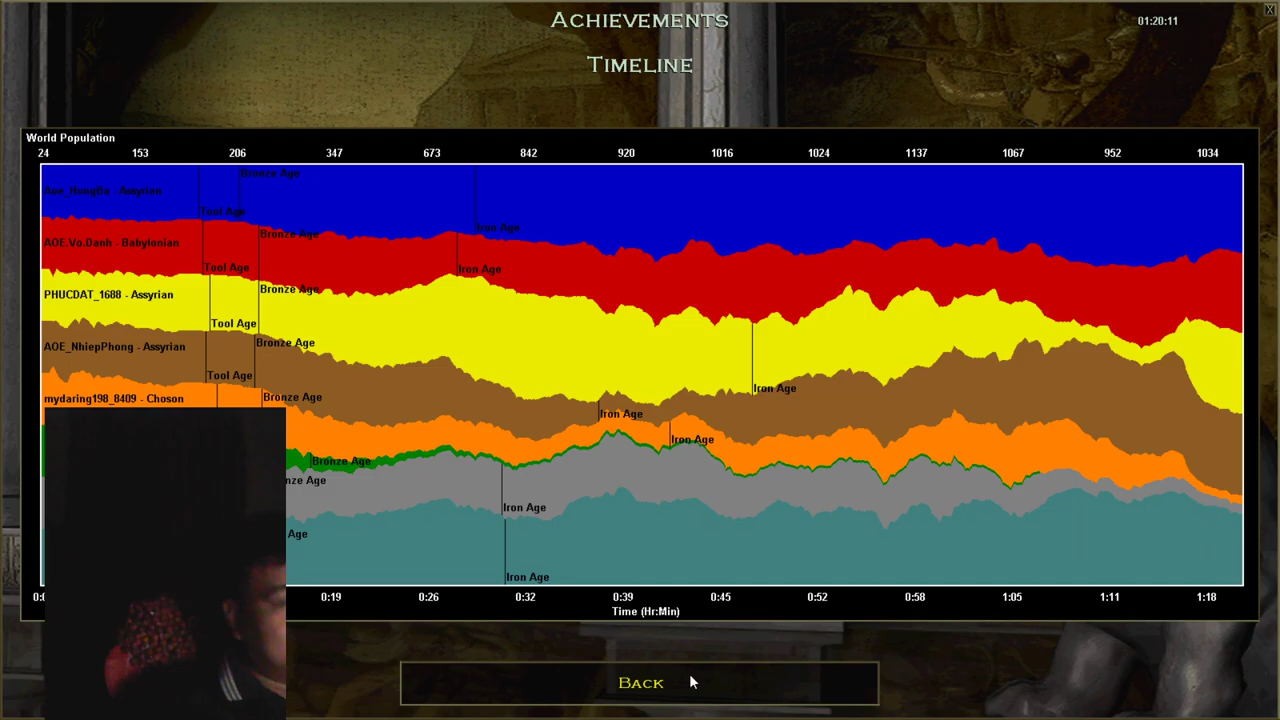 ACHIEVEMENTS
01:20:11
TIMELINE
World Population
24 153 206 347 673 842 920 1016 1024 1137 1067 952 1034
Bronze Age
Aoe_HungBa - Assyrian
Tool Age
Iron Age
Bronze Age
AOE.Vo.Danh - Babylonian
Tool Age
Iron Age
Bronze Age
PHUCDAT_1688 - Assyrian
Tool Age
Bronze Age
AOE_NhiepPhong - Assyrian
Tool Age
Iron Age
Bronze Age
mydaring198_8409 - Choson
Iron Age
Iron Age
Bronze Age
nze Age
Iron Age
Age
Iron Age
0:19 0:26 0:32 0:39 0:45 0:52 0:58 1:05 1:11 1:18
Time (Hr:Min)
BACK